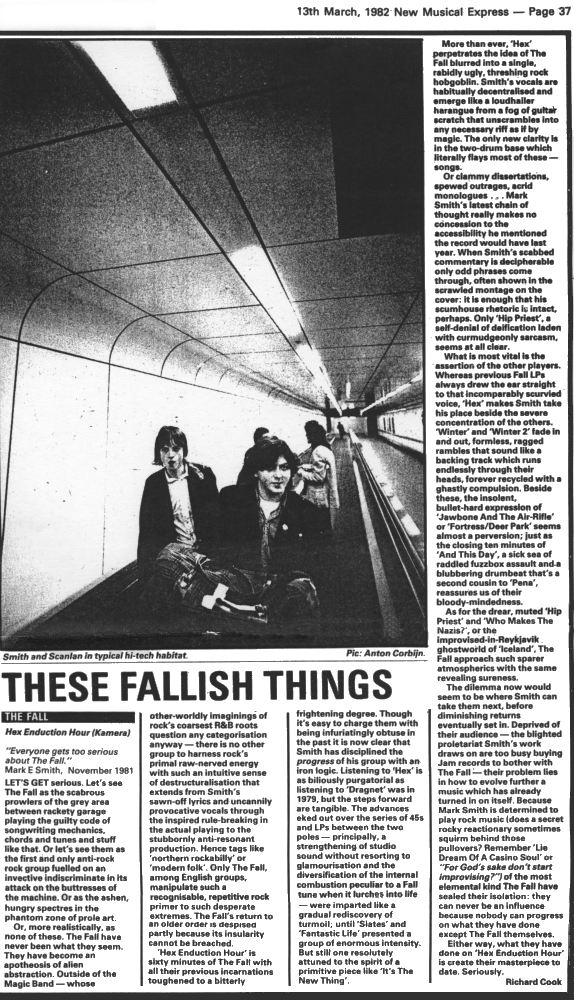 13th March, 1982 New Musical Express — Page 37
Smith and Scanlan in typical hi-tech habitat.
Pic: Anton Corbijn.
THESE FALLISH THINGS
THE FALL
Hex Enduction Hour (Kamera)
"Everyone gets too serious
about The Fall."
Mark E Smith, November 1981
LET'S GET serious. Let's see
The Fall as the scabrous
prowlers of the grey area
between rackety garage
playing the guilty code of
songwriting mechanics,
chords and tunes and stuff
like that. Or let's see them as
the first and only anti-rock
rock group fuelled on an
invective indiscriminate in its
attack on the buttresses of
the machine. Or as the ashen,
hungry spectres in the
phantom zone of prole art.
Or, more realistically, as
none of these. The Fall have
never been what they seem.
They have become an
apotheosis of alien
abstraction. Outside of the
Magic Band — whose
other-worldly imaginings of
rock's coarsest R&B roots
question any categorisation
anyway — there is no other
group to harness rock's
primal raw-nerved energy
with such an intuitive sense
of destructuralisation that
extends from Smith's
sawn-off lyrics and uncannily
provocative vocals through
the inspired rule-breaking in
the actual playing to the
stubbornly anti-resonant
production. Hence tags like
'northern rockabilly' or
'modern folk'. Only The Fall,
among English groups,
manipulate such a
recognisable, repetitive rock
primer to such desperate
extremes. The Fall's return to
an older order is despised
partly because its insularity
cannot be breached.
'Hex Enduction Hour' is
sixty minutes of The Fall with
all their previous incarnations
toughened to a bitterly
frightening degree. Though
it's easy to charge them with
being infuriatingly obtuse in
the past it is now clear that
Smith has disciplined the
progress of his group with an
iron logic. Listening to 'Hex' is
as biliously purgatorial as
listening to 'Dragnet' was in
1979, but the steps forward
are tangible. The advances
eked out over the series of 45s
and LPs between the two
poles — principally, a
strengthening of studio
sound without resorting to
glamourisation and the
diversification of the internal
combustion peculiar to a Fall
tune when it lurches into life
— were imparted like a
gradual rediscovery of
turmoil; until 'Slates' and
'Fantastic Life' presented a
group of enormous intensity.
But still one resolutely
attuned to the spirit of a
primitive piece like 'It's The
New Thing'.
More than ever, 'Hex'
perpetrates the idea of The
Fall blurred into a single,
rabidly ugly, threshing rock
hobgoblin. Smith's vocals are
habitually decentralised and
emerge like a loudhailer
harangue from a fog of guitar
scratch that unscrambles into
any necessary riff as if by
magic. The only new clarity is
in the two-drum base which
literally flays most of these —
songs.
Or clammy dissertations,
spewed outrages, acrid
monologues . . . Mark
Smith's latest chain of
thought really makes no
concession to the
accessibility he mentioned
the record would have last
year. When Smith's scabbed
commentary is decipherable
only odd phrases come
through, often shown in the
scrawled montage on the
cover: it is enough that his
scumhouse rhetoric is intact,
perhaps. Only 'Hip Priest', a
self-denial of deification laden
with curmudgeonly sarcasm,
seems at all clear.
What is most vital is the
assertion of the other players.
Whereas previous Fall LPs
always drew the ear straight
to that incomparably scurvied
voice, 'Hex' makes Smith take
his place beside the severe
concentration of the others.
'Winter' and 'Winter 2' fade in
and out, formless, ragged
rambles that sound like a
backing track which runs
endlessly through their
heads, forever recycled with a
ghastly compulsion. Beside
these, the insolent,
bullet-hard expression of
'Jawbone And The Air-Rifle'
or 'Fortress/Deer Park' seems
almost a perversion; just as
the closing ten minutes of
'And This Day', a sick sea of
raddled fuzzbox assault and a
blubbering drumbeat that's a
second cousin to 'Pena',
reassures us of their
bloody-mindedness.
As for the drear, muted 'Hip
Priest' and 'Who Makes The
Nazis?', or the
improvised-in-Reykjavik
ghostworld of 'Iceland', The
Fall approach such sparer
atmospherics with the same
revealing sureness.
The dilemma now would
seem to be where Smith can
take them next, before
diminishing returns
eventually set in. Deprived of
their audience — the blighted
proletariat Smith's work
draws on are too busy buying
Jam records to bother with
The Fall — their problem lies
in how to evolve further a
music which has already
turned in on itself. Because
Mark Smith is determined to
play rock music (does a secret
rocky reactionary sometimes
squirm behind those
pullovers? Remember 'Lie
Dream Of A Casino Soul' or
"For God's sake don't start
improvising?") of the most
elemental kind The Fall have
sealed their isolation: they
can never be an influence
because nobody can progress
on what they have done
except The Fall themselves.
Either way, what they have
done on 'Hex Enduction Hour'
is create their masterpiece to
date. Seriously.
Richard Cook